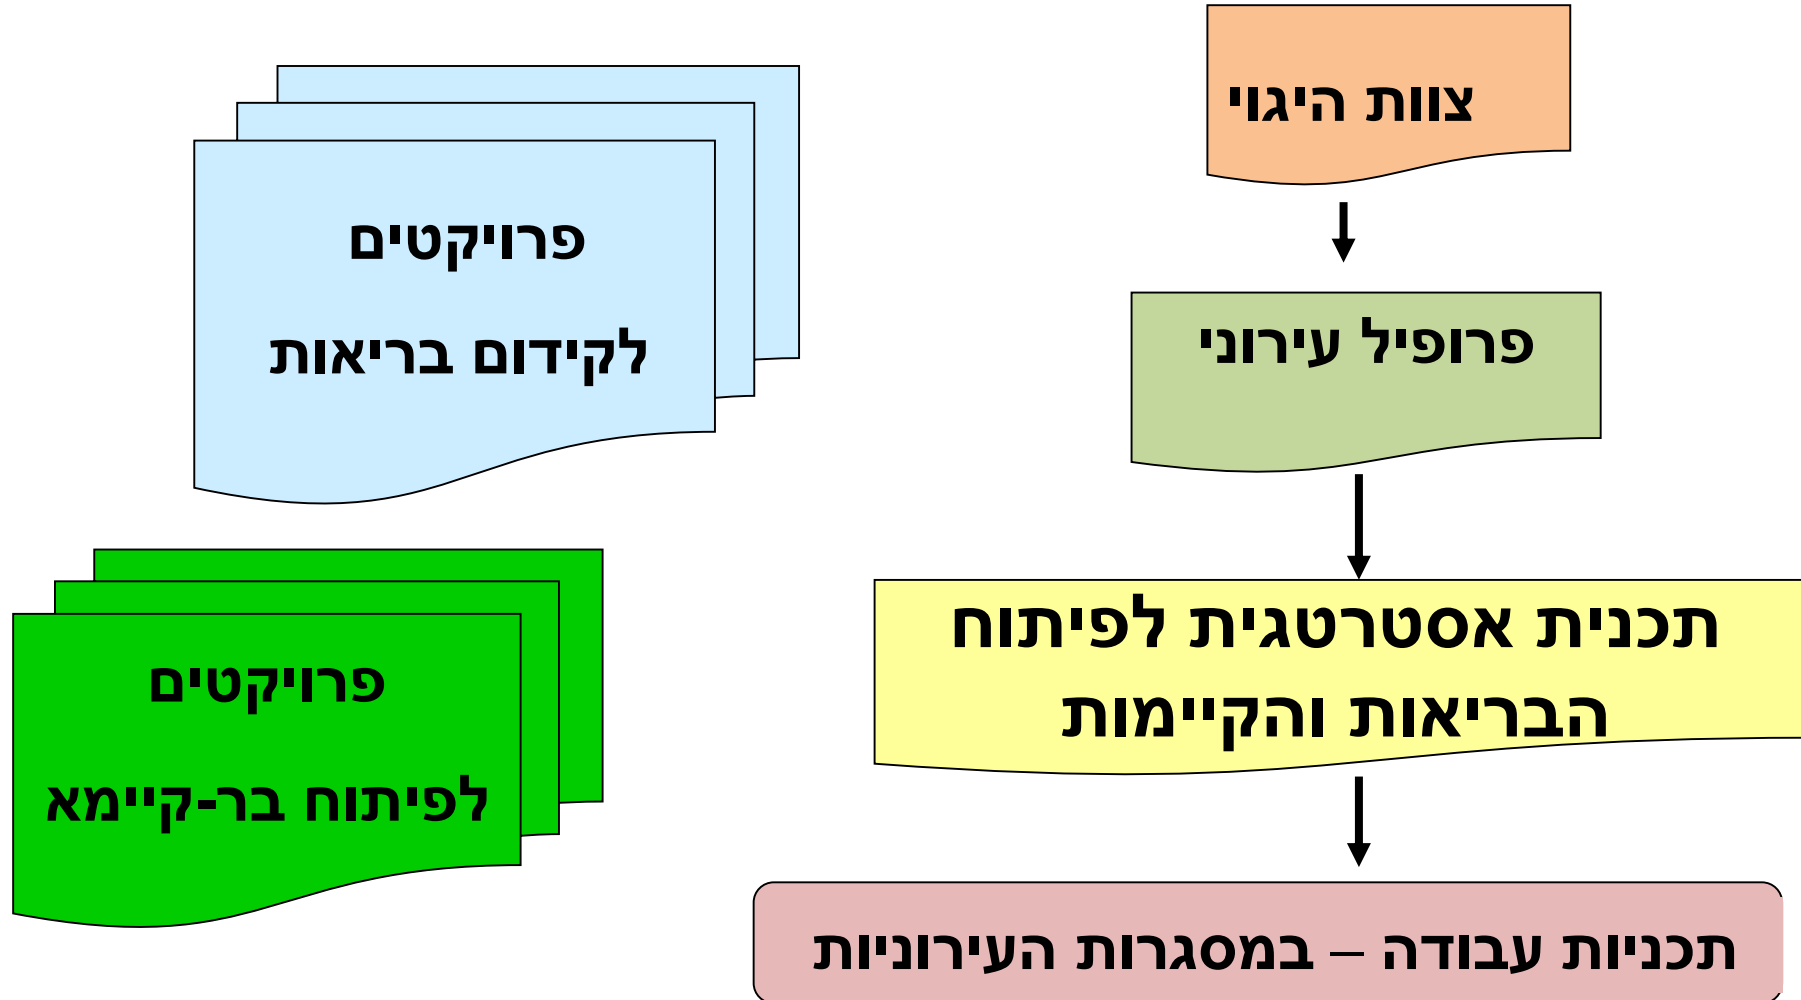 צוות היגוי
פרופיל עירוני
תכנית אסטרטגית לפיתוח
הבריאות והקיימות
תכניות עבודה – במסגרות העירוניות
פרויקטים
לקידום בריאות
פרויקטים
לפיתוח בר-קיימא